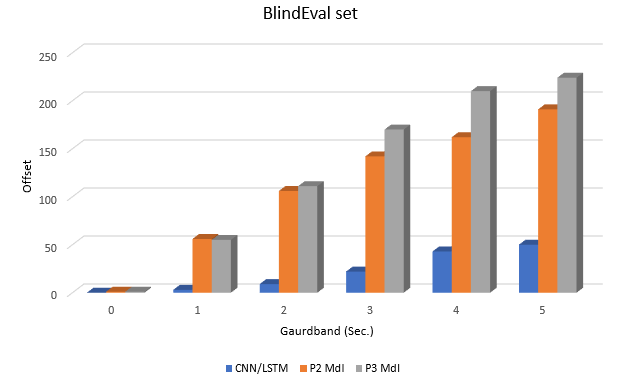 BlindEval set
250
200
150
100
50
0
Offset
0 1 2 3 4 5
Gaurdband (Sec.)
CNN/LSTM P2 Mdl P3 Mdl